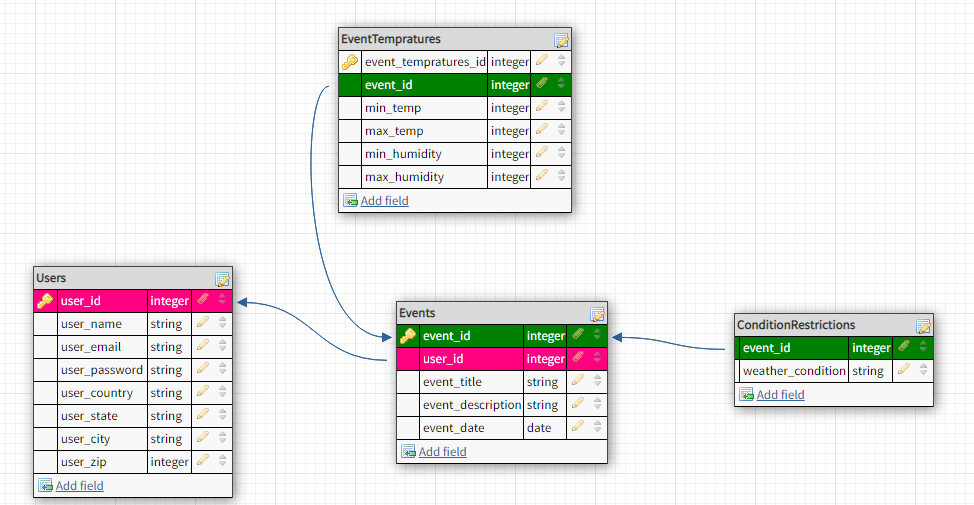 EventTempratures
event_tempratures_id integer
event_id integer
min_temp integer
max_temp integer
min_humidity integer
max_humidity integer
Add field
Users
user_id integer
user_name string
user_email string
user_password string
user_country string
user_state string
user_city string
user_zip integer
Add field
Events
event_id integer
user_id integer
event_title string
event_description string
event_date date
Add field
ConditionRestrictions
event_id integer
weather_condition string
Add field